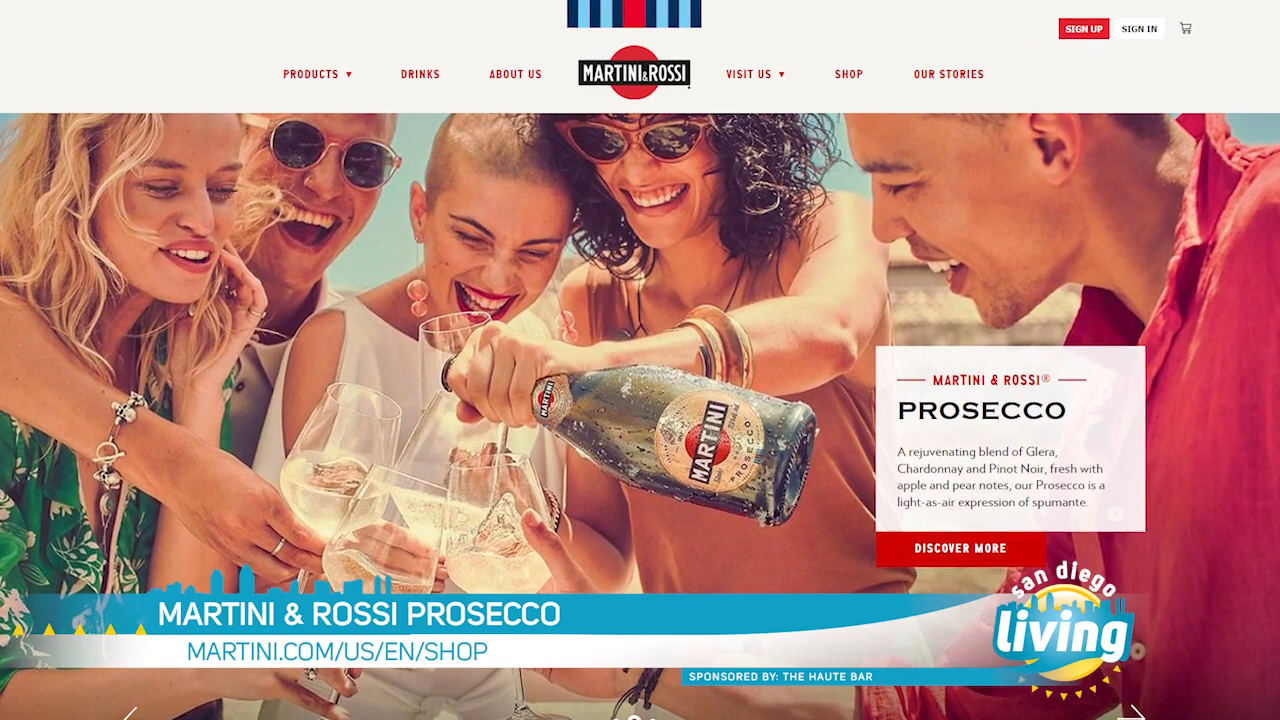 SIGN UP
SIGN IN
PRODUCTS ▼
DRINKS
ABOUT US
MARTINI&ROSSI®
VISIT US ▼
SHOP
OUR STORIES
MARTINI
MARTINI
PROSECCO
MARTINI & ROSSI®
PROSECCO
A rejuvenating blend of Glera,
Chardonnay and Pinot Noir, fresh with
apple and pear notes, our Prosecco is a
light-as-air expression of spumante.
DISCOVER MORE
san diego
living
MARTINI & ROSSI PROSECCO
MARTINI.COM/US/EN/SHOP
SPONSORED BY: THE HAUTE BAR